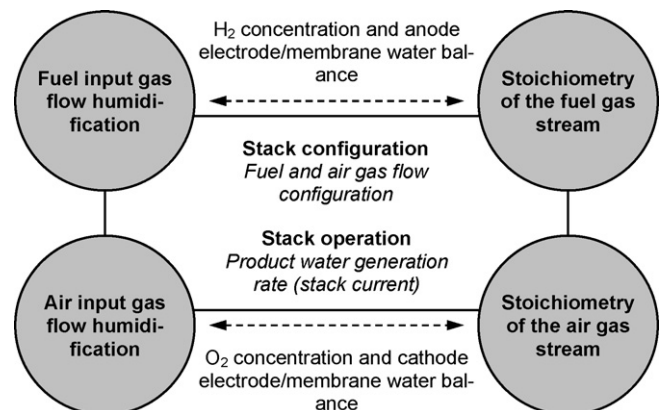 H₂ concentration and anode
electrode/membrane water bal-
ance
Fuel input gas
flow humidi-
fication
Stoichiometry
of the fuel gas
stream
Stack configuration
Fuel and air gas flow
configuration
Stack operation
Product water generation
rate (stack current)
Air input gas
flow humidi-
fication
Stoichiometry
of the air gas
stream
O₂ concentration and cathode
electrode/membrane water bal-
ance